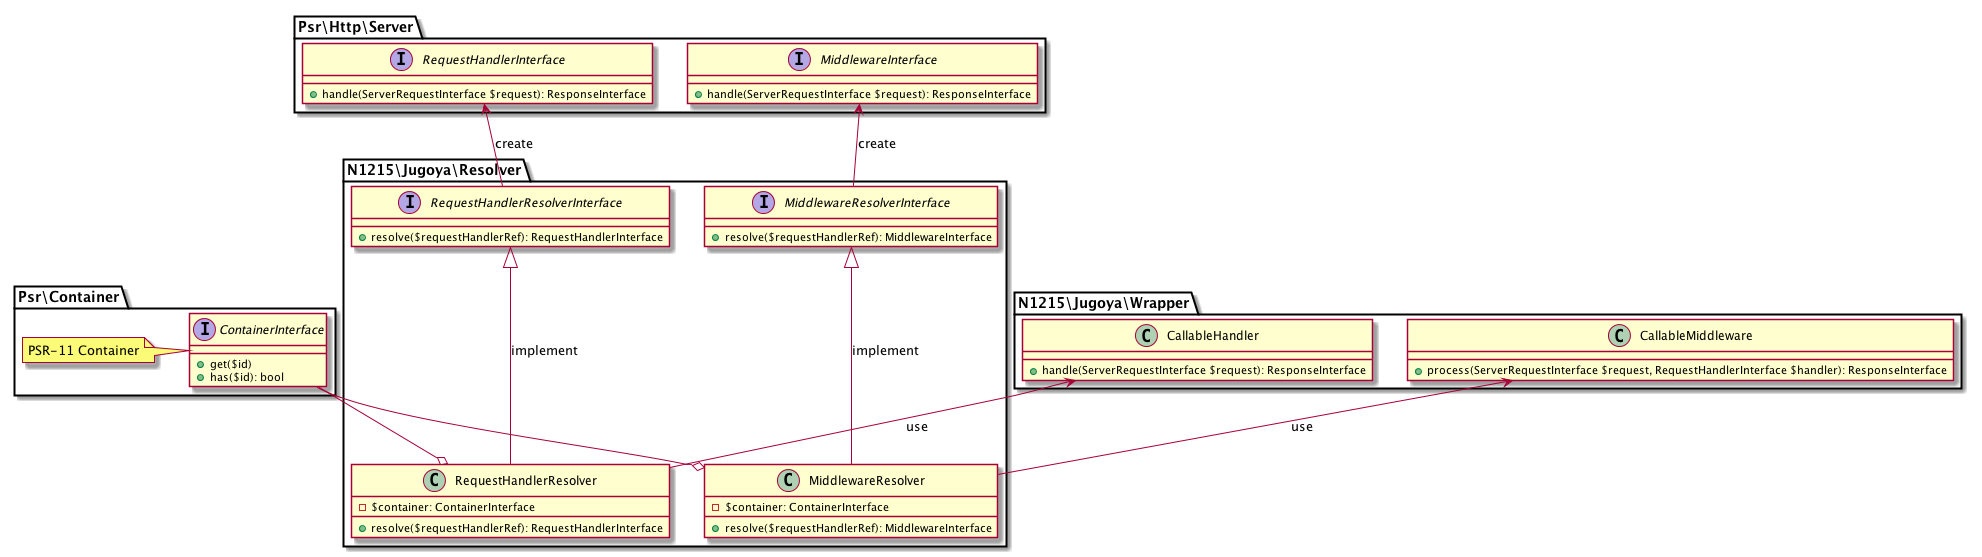 Psr\Http\Server
I RequestHandlerInterface
handle(ServerRequestInterface $request): ResponseInterface
I MiddlewareInterface
handle(ServerRequestInterface $request): ResponseInterface
create
create
N1215\Jugoya\Resolver
I RequestHandlerResolverInterface
resolve($requestHandlerRef): RequestHandlerInterface
I MiddlewareResolverInterface
resolve($requestHandlerRef): MiddlewareInterface
Psr\Container
I ContainerInterface
get($id)
has($id): bool
PSR-11 Container
implement
implement
N1215\Jugoya\Wrapper
C CallableHandler
handle(ServerRequestInterface $request): ResponseInterface
C CallableMiddleware
process(ServerRequestInterface $request, RequestHandlerInterface $handler): ResponseInterface
use
use
C RequestHandlerResolver
$container: ContainerInterface
resolve($requestHandlerRef): RequestHandlerInterface
C MiddlewareResolver
$container: ContainerInterface
resolve($requestHandlerRef): MiddlewareInterface